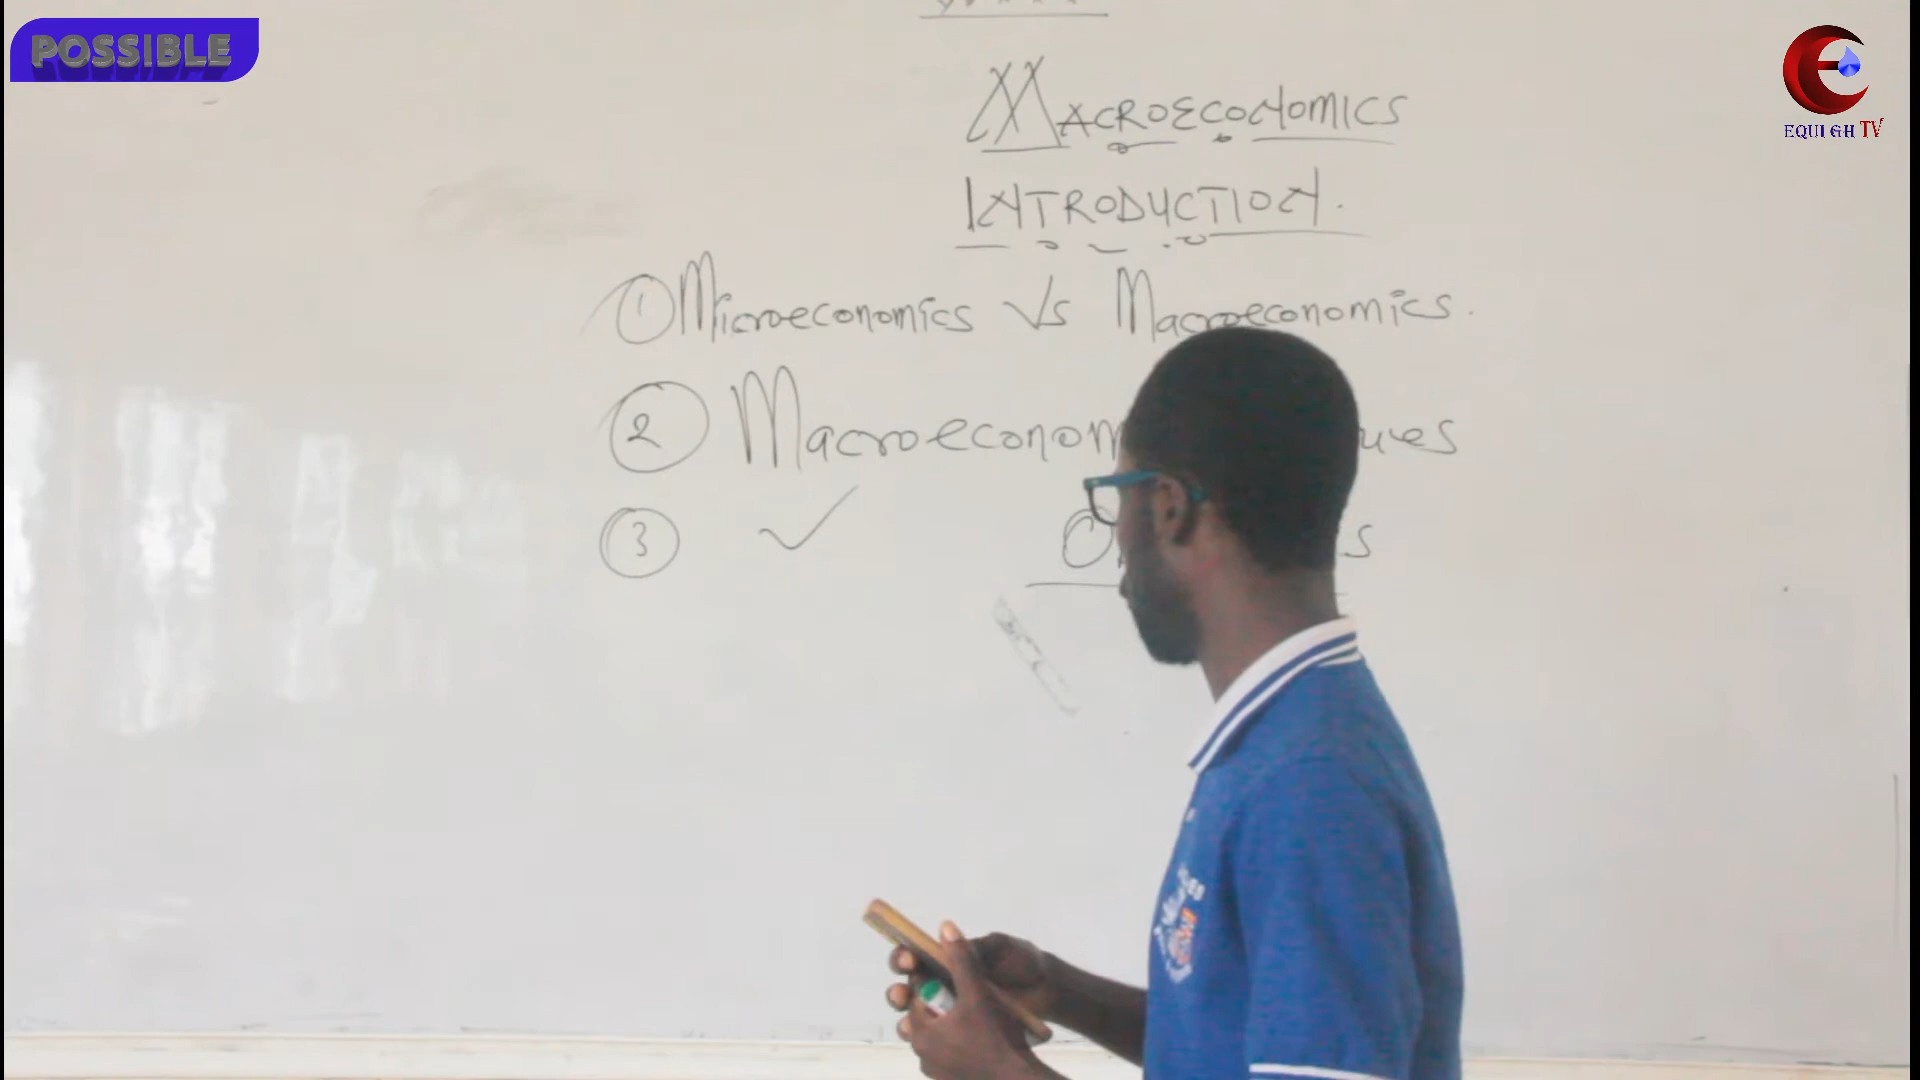 POSSIBLE
EQUI GH TV
MACROECONOMICS
INTRODUCTION.
① Microeconomics Vs Macroeconomics.
②
③ ✓